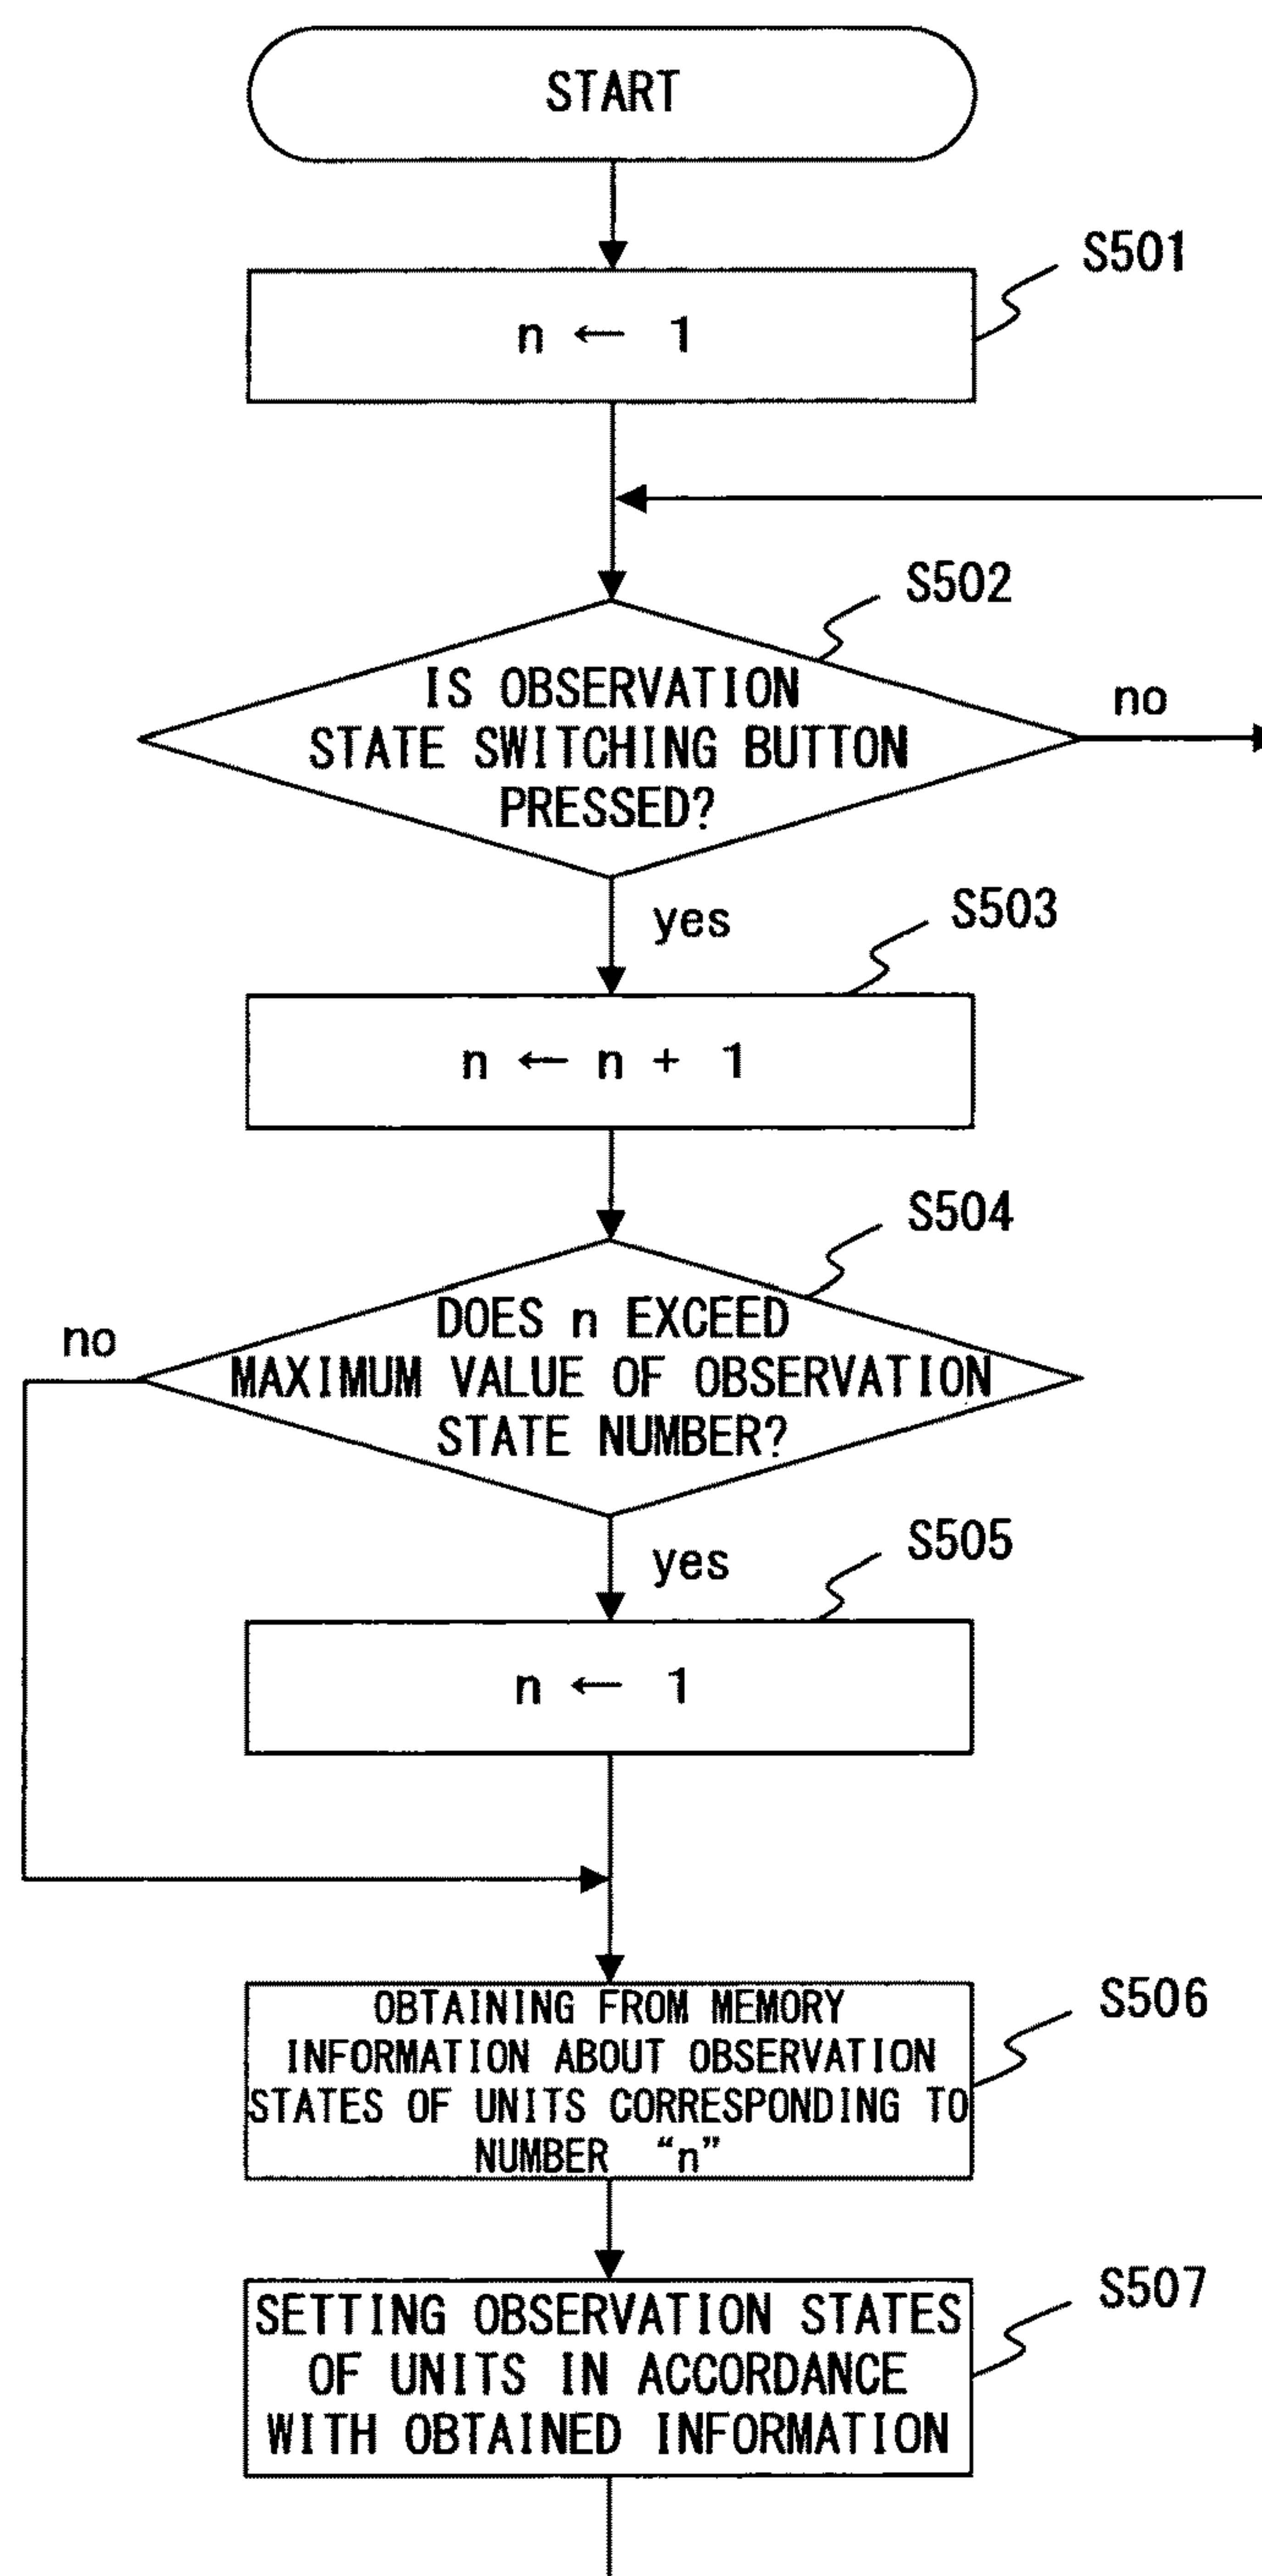 START
S501
n ← 1
S502
IS OBSERVATION
STATE SWITCHING BUTTON
PRESSED?
no
yes
S503
n ← n + 1
S504
DOES n EXCEED
MAXIMUM VALUE OF OBSERVATION
STATE NUMBER?
no
yes
S505
n ← 1
S506
OBTAINING FROM MEMORY
INFORMATION ABOUT OBSERVATION
STATES OF UNITS CORRESPONDING TO
NUMBER “n”
S507
SETTING OBSERVATION STATES
OF UNITS IN ACCORDANCE
WITH OBTAINED INFORMATION